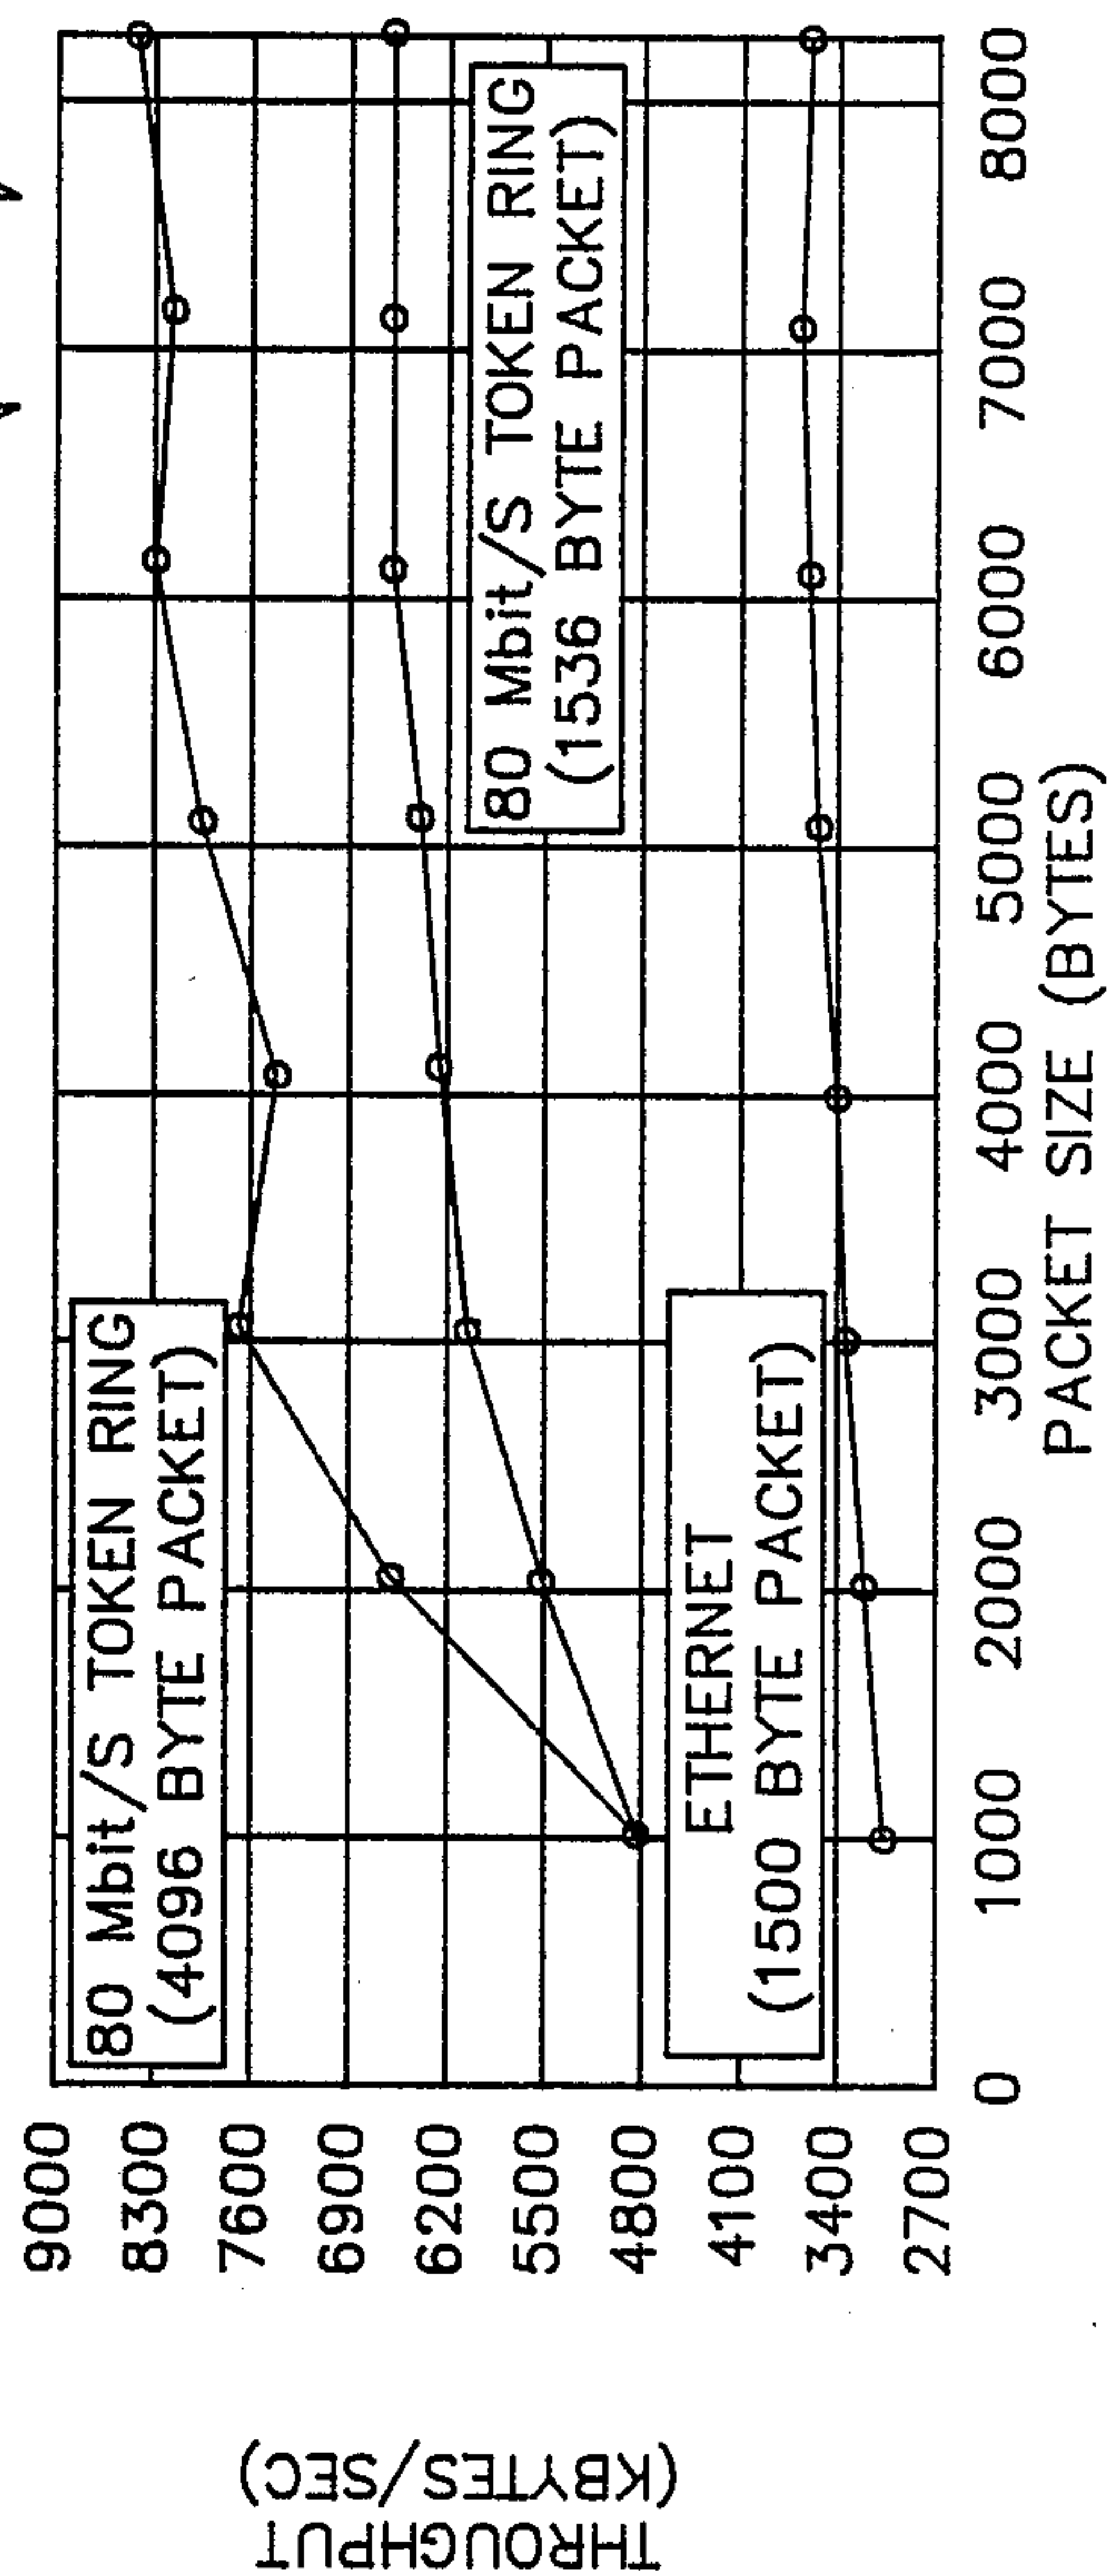 THROUGHPUT
(KBYTES/SEC)
9000
8300
7600
6900
6200
5500
4800
4100
3400
2700
80 Mbit/S TOKEN RING
(4096 BYTE PACKET)
80 Mbit/S TOKEN RING
(1536 BYTE PACKET)
ETHERNET
(1500 BYTE PACKET)
0 1000 2000 3000 4000 5000 6000 7000 8000
PACKET SIZE (BYTES)